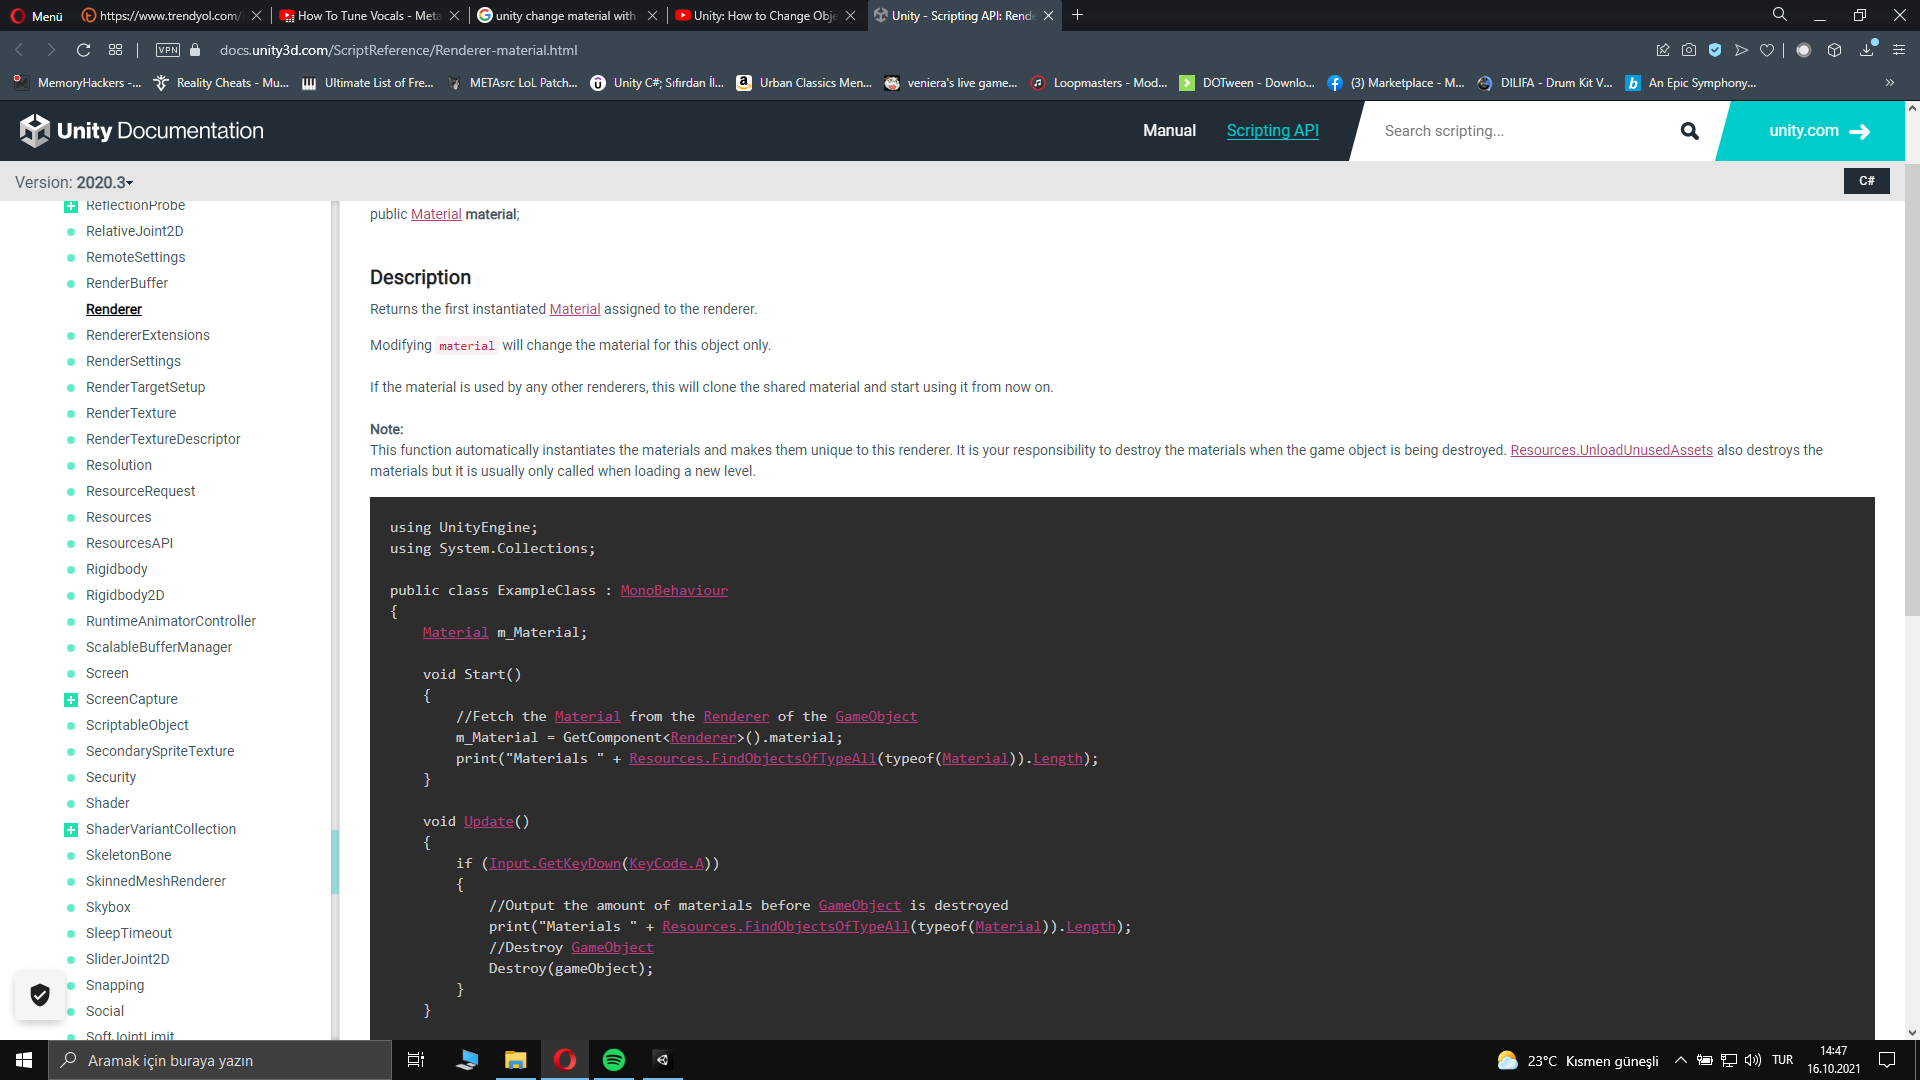 Menü
https://www.trendyol.com/
How To Tune Vocals - Meta
unity change material with
Unity: How to Change Obje
Unity - Scripting API: Rende
VPN
docs.unity3d.com/ScriptReference/Renderer-material.html
MemoryHackers -...
Reality Cheats - Mu...
Ultimate List of Fre...
METAsrc LoL Patch...
Unity C#; Sıfırdan İl...
Urban Classics Men...
veniera's live game...
Loopmasters - Mod...
DOTween - Downlo...
(3) Marketplace - M...
DILIFA - Drum Kit V...
An Epic Symphony...
»
Unity Documentation
Manual
Scripting API
Search scripting...
unity.com
Version: 2020.3
C#
ReflectionProbe
RelativeJoint2D
RemoteSettings
RenderBuffer
Renderer
RendererExtensions
RenderSettings
RenderTargetSetup
RenderTexture
RenderTextureDescriptor
Resolution
ResourceRequest
Resources
ResourcesAPI
Rigidbody
Rigidbody2D
RuntimeAnimatorController
ScalableBufferManager
Screen
ScreenCapture
ScriptableObject
SecondarySpriteTexture
Security
Shader
ShaderVariantCollection
SkeletonBone
SkinnedMeshRenderer
Skybox
SleepTimeout
SliderJoint2D
Snapping
Social
SoftJointLimit
public Material material;
Description
Returns the first instantiated Material assigned to the renderer.
Modifying material will change the material for this object only.
If the material is used by any other renderers, this will clone the shared material and start using it from now on.
Note:
This function automatically instantiates the materials and makes them unique to this renderer. It is your responsibility to destroy the materials when the game object is being destroyed. Resources.UnloadUnusedAssets also destroys the
materials but it is usually only called when loading a new level.
using UnityEngine;
using System.Collections;
public class ExampleClass : MonoBehaviour
{
Material m_Material;
void Start()
{
//Fetch the Material from the Renderer of the GameObject
m_Material = GetComponent<Renderer>().material;
print("Materials " + Resources.FindObjectsOfTypeAll(typeof(Material)).Length);
}
void Update()
{
if (Input.GetKeyDown(KeyCode.A))
{
//Output the amount of materials before GameObject is destroyed
print("Materials " + Resources.FindObjectsOfTypeAll(typeof(Material)).Length);
//Destroy GameObject
Destroy(gameObject);
}
}
Aramak için buraya yazın
23°C Kısmen güneşli
TUR
14:47
16.10.2021